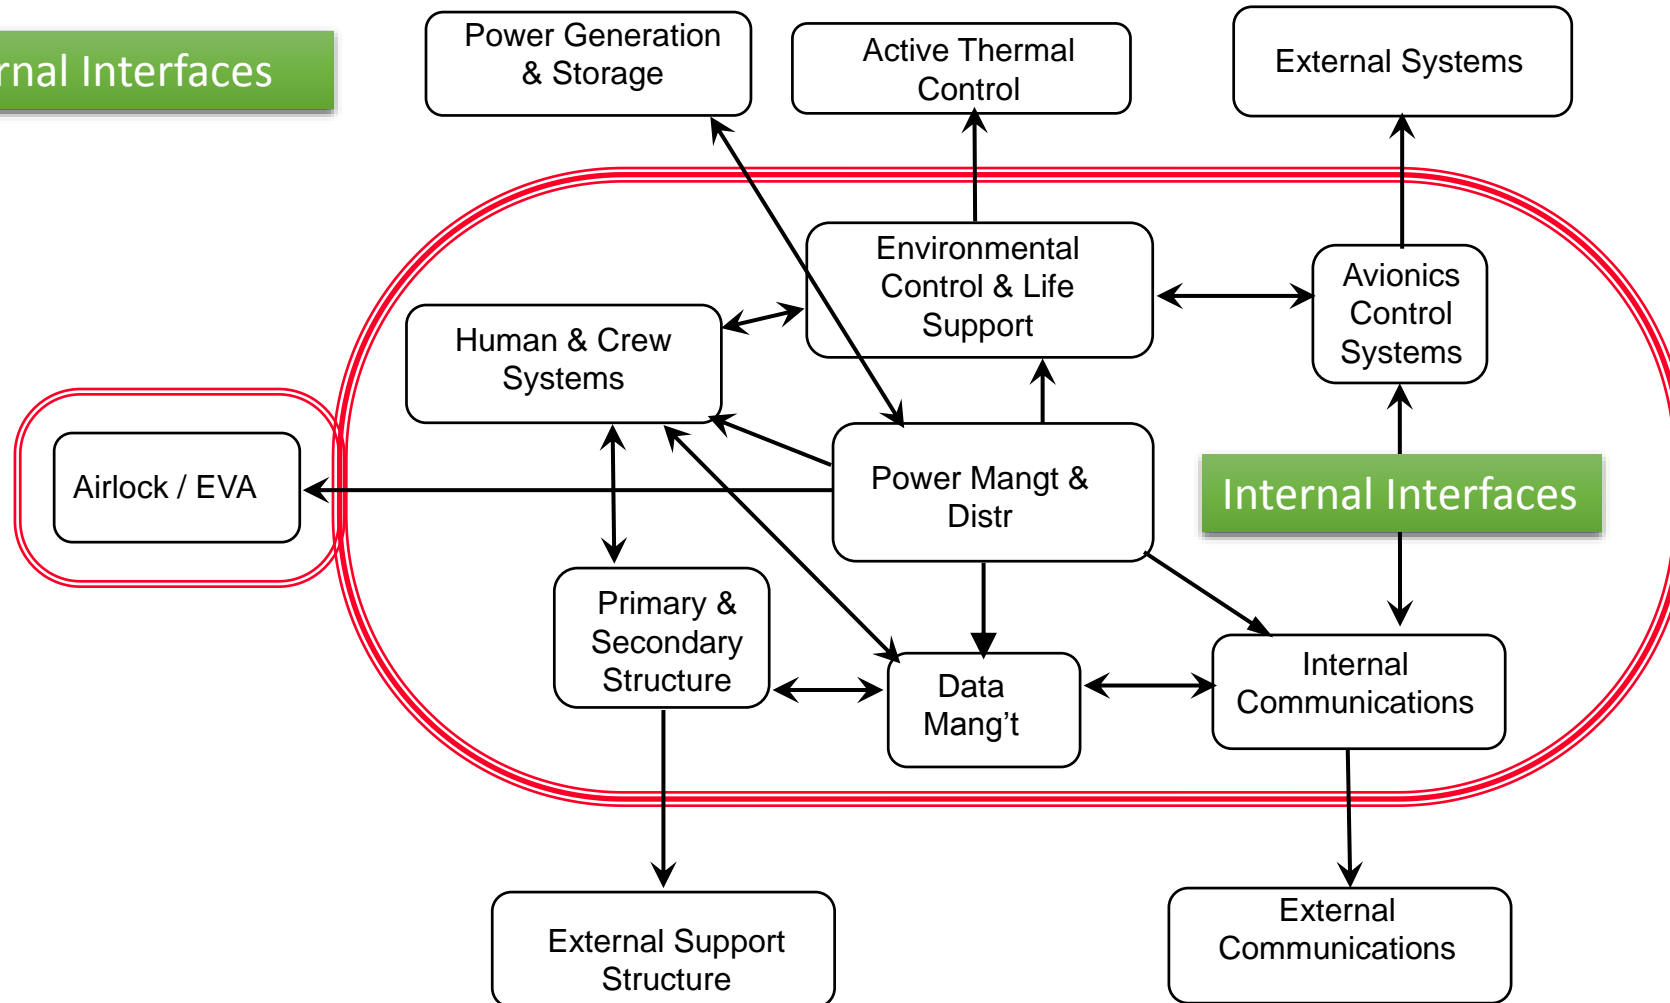 rnal Interfaces
Power Generation
& Storage
Active Thermal
Control
External Systems
Environmental
Control & Life
Support
Avionics
Control
Systems
Human & Crew
Systems
Airlock / EVA
Power Mangt &
Distr
Internal Interfaces
Primary &
Secondary
Structure
Data
Mang't
Internal
Communications
External Support
Structure
External
Communications